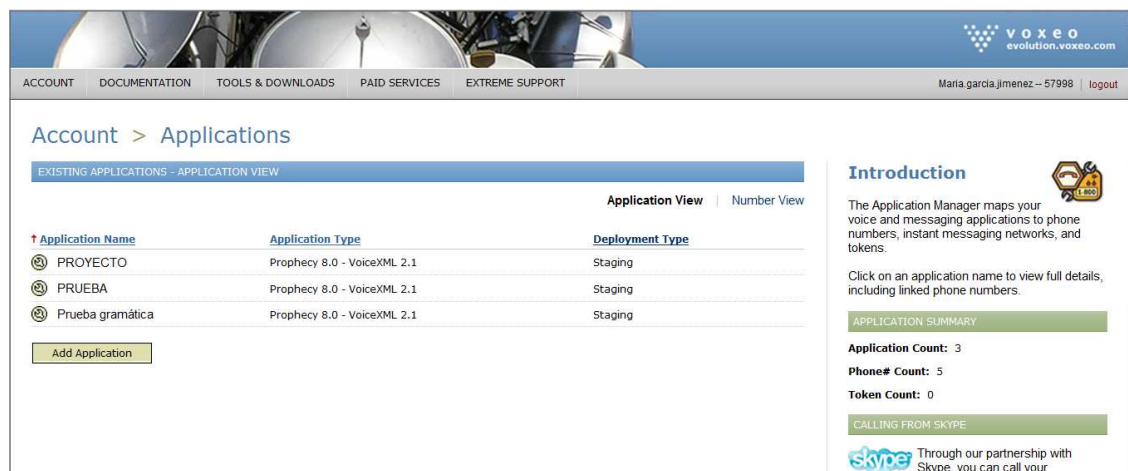 voxeo
evolution.voxeo.com
ACCOUNT DOCUMENTATION TOOLS & DOWNLOADS PAID SERVICES EXTREME SUPPORT Maria.garcia.jimenez -- 57998 | logout
Account > Applications
EXISTING APPLICATIONS - APPLICATION VIEW
Application View | Number View
↑ Application Name Application Type Deployment Type
PROYECTO Prophecy 8.0 - VoiceXML 2.1 Staging
PRUEBA Prophecy 8.0 - VoiceXML 2.1 Staging
Prueba gramática Prophecy 8.0 - VoiceXML 2.1 Staging
Add Application
Introduction
1-800
The Application Manager maps your
voice and messaging applications to phone
numbers, instant messaging networks, and
tokens.
Click on an application name to view full details,
including linked phone numbers.
APPLICATION SUMMARY
Application Count: 3
Phone# Count: 5
Token Count: 0
CALLING FROM SKYPE
skype
Through our partnership with
Skype, you can call your